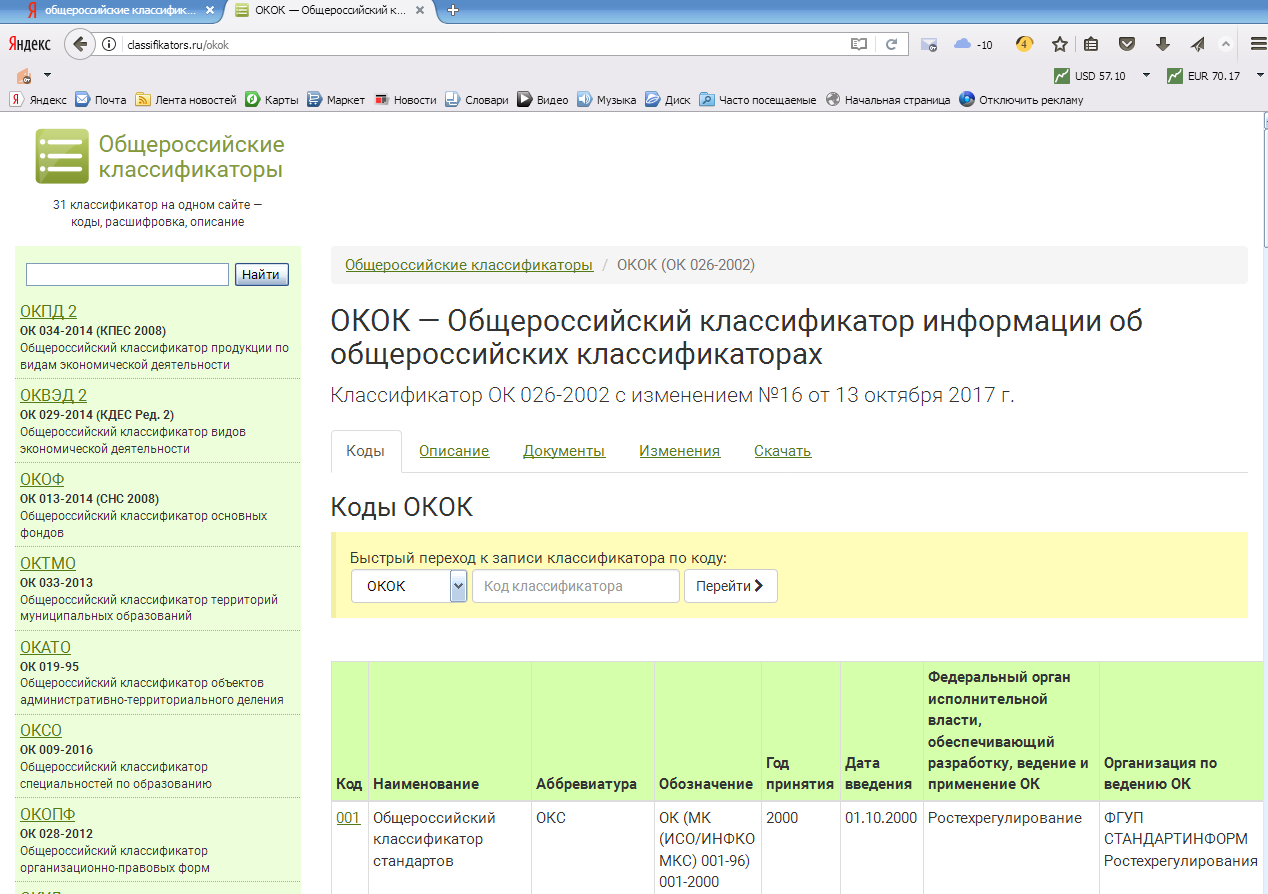 общероссийские классифик...
ОКОК — Общероссийский к...
Яндекс
classifikators.ru/okok
-10
4
USD 57.10
EUR 70.17
Яндекс
Почта
Лента новостей
Карты
Маркет
Новости
Словари
Видео
Музыка
Диск
Часто посещаемые
Начальная страница
Отключить рекламу
Общероссийские
классификаторы
31 классификатор на одном сайте —
коды, расшифровка, описание
Найти
ОКПД 2
ОК 034-2014 (КПЕС 2008)
Общероссийский классификатор продукции по
видам экономической деятельности
ОКВЭД 2
ОК 029-2014 (КДЕС Ред. 2)
Общероссийский классификатор видов
экономической деятельности
ОКОФ
ОК 013-2014 (СНС 2008)
Общероссийский классификатор основных
фондов
ОКТМО
ОК 033-2013
Общероссийский классификатор территорий
муниципальных образований
ОКАТО
ОК 019-95
Общероссийский классификатор объектов
административно-территориального деления
ОКСО
ОК 009-2016
Общероссийский классификатор
специальностей по образованию
ОКОПФ
ОК 028-2012
Общероссийский классификатор
организационно-правовых форм
Общероссийские классификаторы / ОКОК (ОК 026-2002)
ОКОК — Общероссийский классификатор информации об
общероссийских классификаторах
Классификатор ОК 026-2002 с изменением №16 от 13 октября 2017 г.
Коды
Описание
Документы
Изменения
Скачать
Коды ОКОК
Быстрый переход к записи классификатора по коду:
ОКОК
Код классификатора
Перейти
Код
Наименование
Аббревиатура
Обозначение
Год
принятия
Дата
введения
Федеральный орган
исполнительной
власти,
обеспечивающий
разработку, ведение и
применение ОК
Организация по
ведению ОК
001
Общероссийский
классификатор
стандартов
ОКС
ОК (МК
(ИСО/ИНФКО
МКС) 001-96)
001-2000
2000
01.10.2000
Ростехрегулирование
ФГУП
СТАНДАРТИНФОРМ
Ростехрегулирования